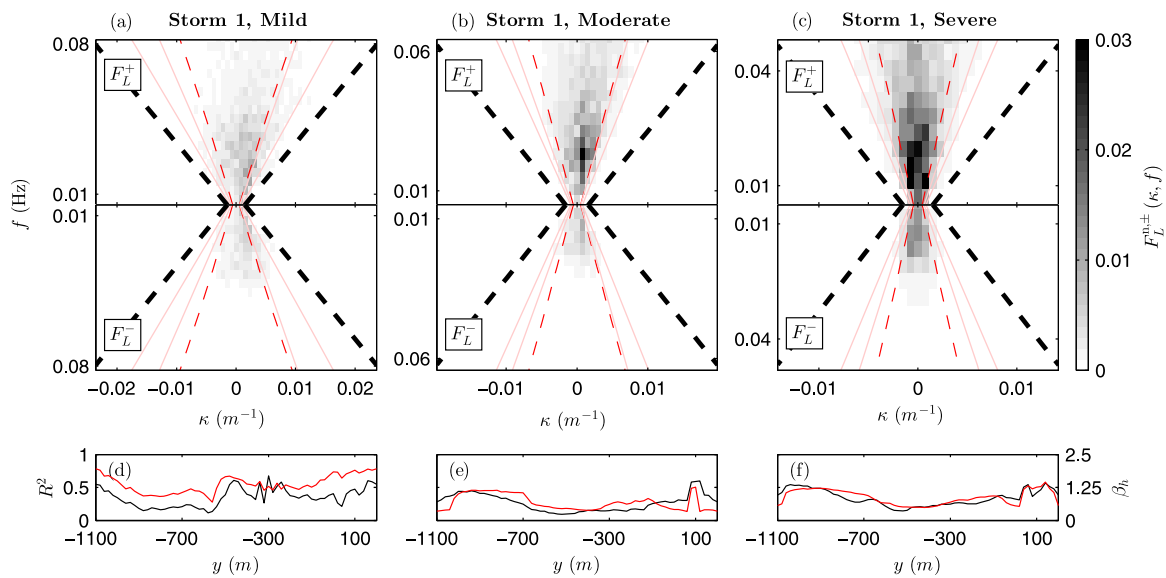 (a) Storm 1, Mild
(b) Storm 1, Moderate
(c) Storm 1, Severe
0.08
0.01
0.01
0.08
f (Hz)
F_L^+
F_L^-
−0.02 −0.01 0 0.01 0.02
κ (m^{-1})
0.06
0.01
0.01
0.06
F_L^+
F_L^-
−0.01 0 0.01
κ (m^{-1})
0.04
0.01
0.01
0.04
F_L^+
F_L^-
−0.01 0 0.01
κ (m^{-1})
0.03
0.02
0.01
0
F_L^{n,±} (κ, f)
(d)
1
0.5
0
R^2
−1100 −700 −300 100
y (m)
(e)
−1100 −700 −300 100
y (m)
(f)
2.5
1.25
0
β_h
−1100 −700 −300 100
y (m)